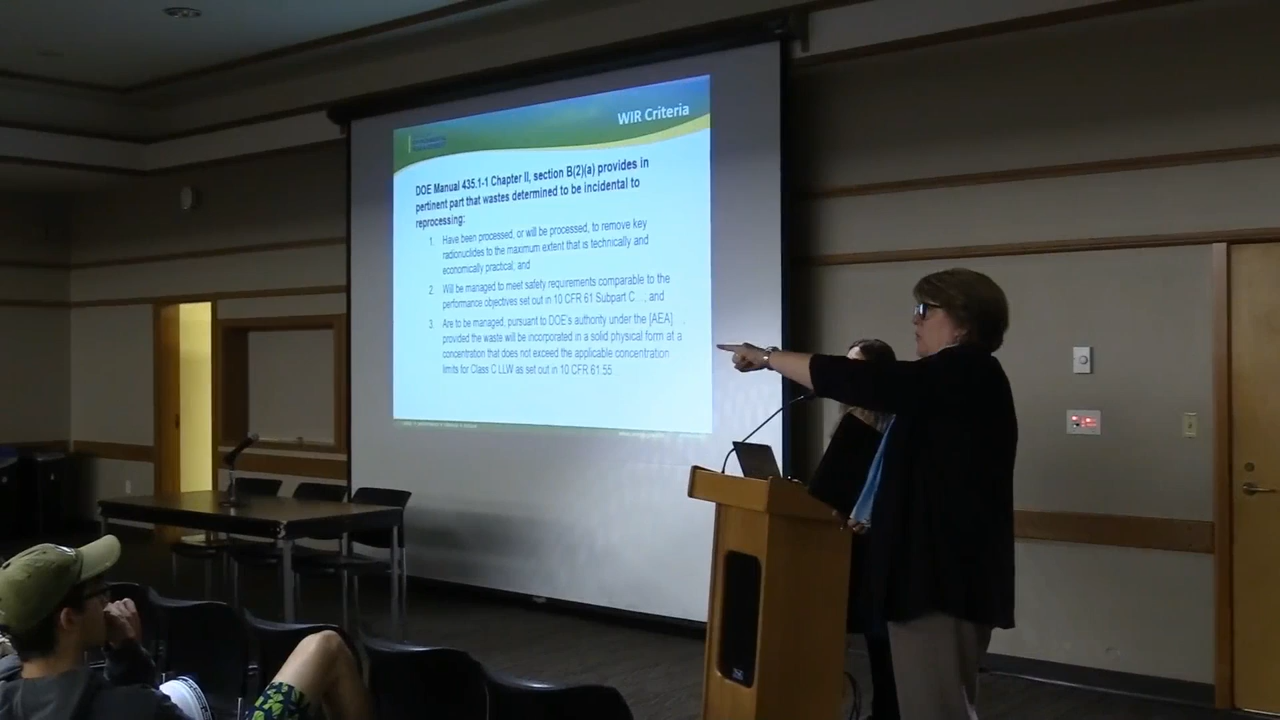 WIR Criteria
DOE Manual 435.1-1 Chapter II, section B(2)(a) provides in
pertinent part that wastes determined to be incidental to
reprocessing:
1. Have been processed, or will be processed, to remove key
radionuclides to the maximum extent that is technically and
economically practical; and
2. Will be managed to meet safety requirements comparable to the
performance objectives set out in 10 CFR 61 Subpart C…; and
3. Are to be managed, pursuant to DOE's authority under the [AEA] …,
provided the waste will be incorporated in a solid physical form at a
concentration that does not exceed the applicable concentration
limits for Class C LLW as set out in 10 CFR 61.55…